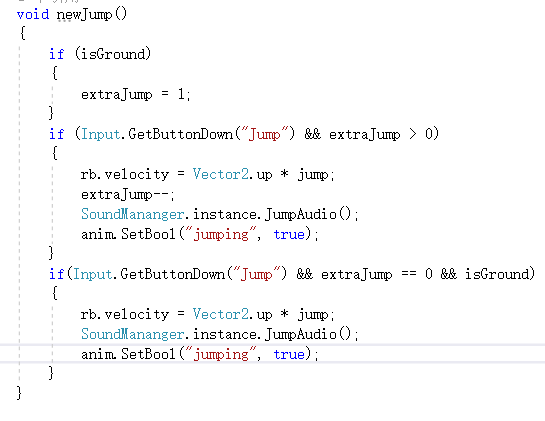 void newJump()
{
if (isGround)
{
extraJump = 1;
}
if (Input.GetButtonDown("Jump") && extraJump > 0)
{
rb.velocity = Vector2.up * jump;
extraJump--;
SoundMananger.instance.JumpAudio();
anim.SetBool("jumping", true);
}
if(Input.GetButtonDown("Jump") && extraJump == 0 && isGround)
{
rb.velocity = Vector2.up * jump;
SoundMananger.instance.JumpAudio();
anim.SetBool("jumping", true);
}
}